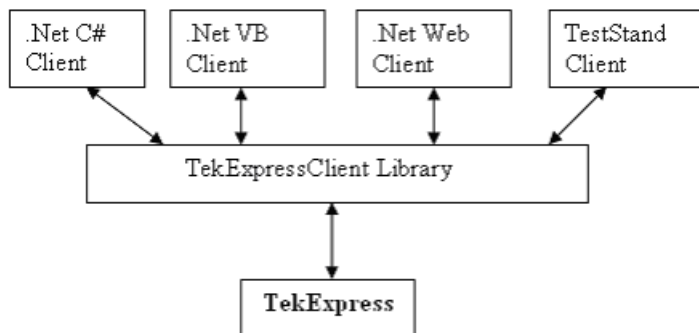 .Net C#
Client
.Net VB
Client
.Net Web
Client
TestStand
Client
TekExpressClient Library
TekExpress